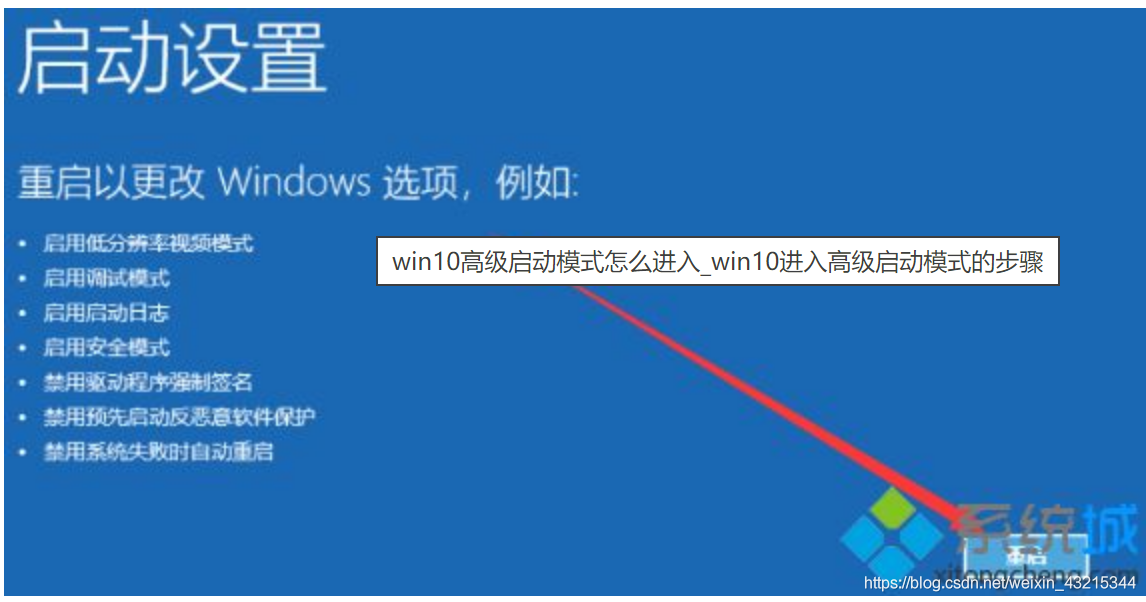 启动设置
重启以更改 Windows 选项，例如:
• 启用低分辨率视频模式
• 启用调试模式
• 启用启动日志
• 启用安全模式
• 禁用驱动程序强制签名
• 禁用预先启动反恶意软件保护
• 禁用系统失败时自动重启
win10高级启动模式怎么进入_win10进入高级启动模式的步骤
系统城
重启
xitongcheng.com
https://blog.csdn.net/weixin_43215344